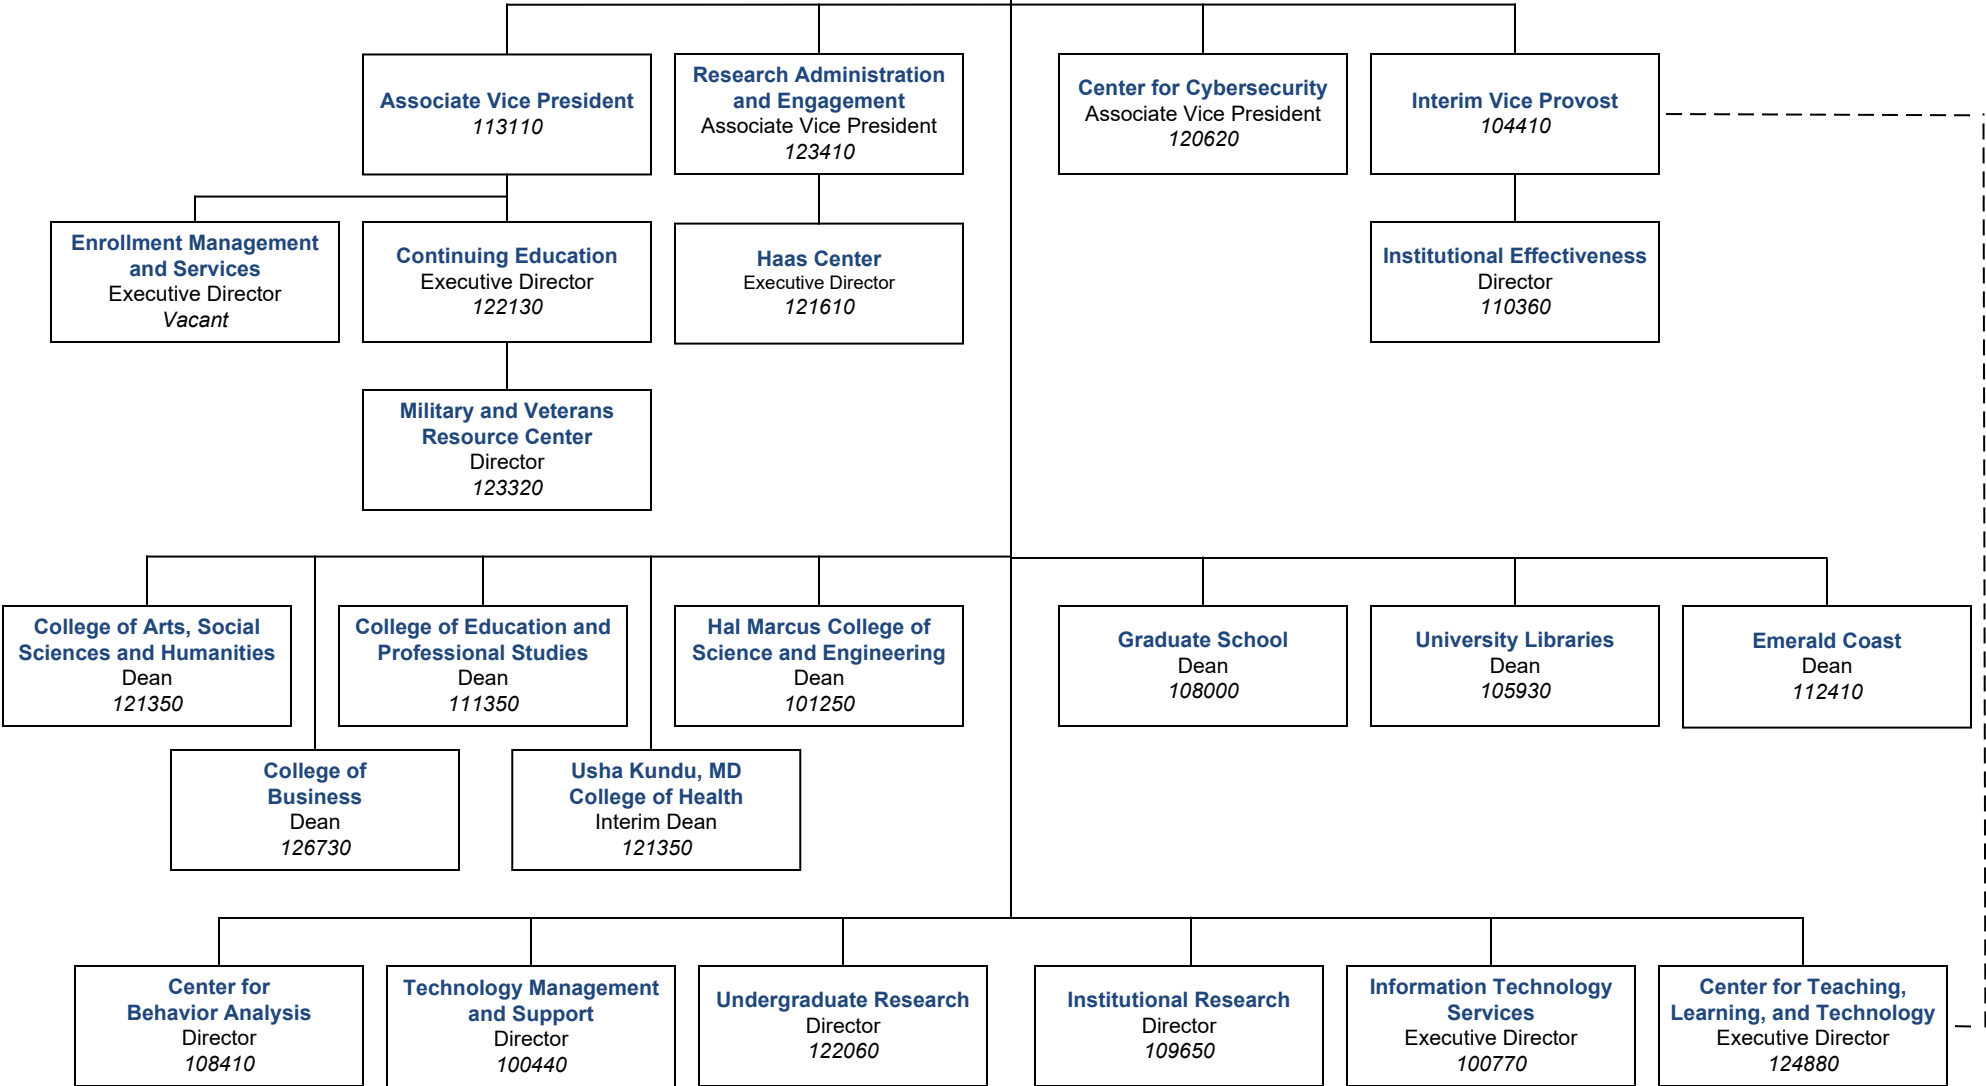 Associate Vice President
113110
Research Administration
and Engagement
Associate Vice President
123410
Center for Cybersecurity
Associate Vice President
120620
Interim Vice Provost
104410
Enrollment Management
and Services
Executive Director
Vacant
Continuing Education
Executive Director
122130
Haas Center
Executive Director
121610
Institutional Effectiveness
Director
110360
Military and Veterans
Resource Center
Director
123320
College of Arts, Social
Sciences and Humanities
Dean
121350
College of Education and
Professional Studies
Dean
111350
Hal Marcus College of
Science and Engineering
Dean
101250
Graduate School
Dean
108000
University Libraries
Dean
105930
Emerald Coast
Dean
112410
College of
Business
Dean
126730
Usha Kundu, MD
College of Health
Interim Dean
121350
Center for
Behavior Analysis
Director
108410
Technology Management
and Support
Director
100440
Undergraduate Research
Director
122060
Institutional Research
Director
109650
Information Technology
Services
Executive Director
100770
Center for Teaching,
Learning, and Technology
Executive Director
124880